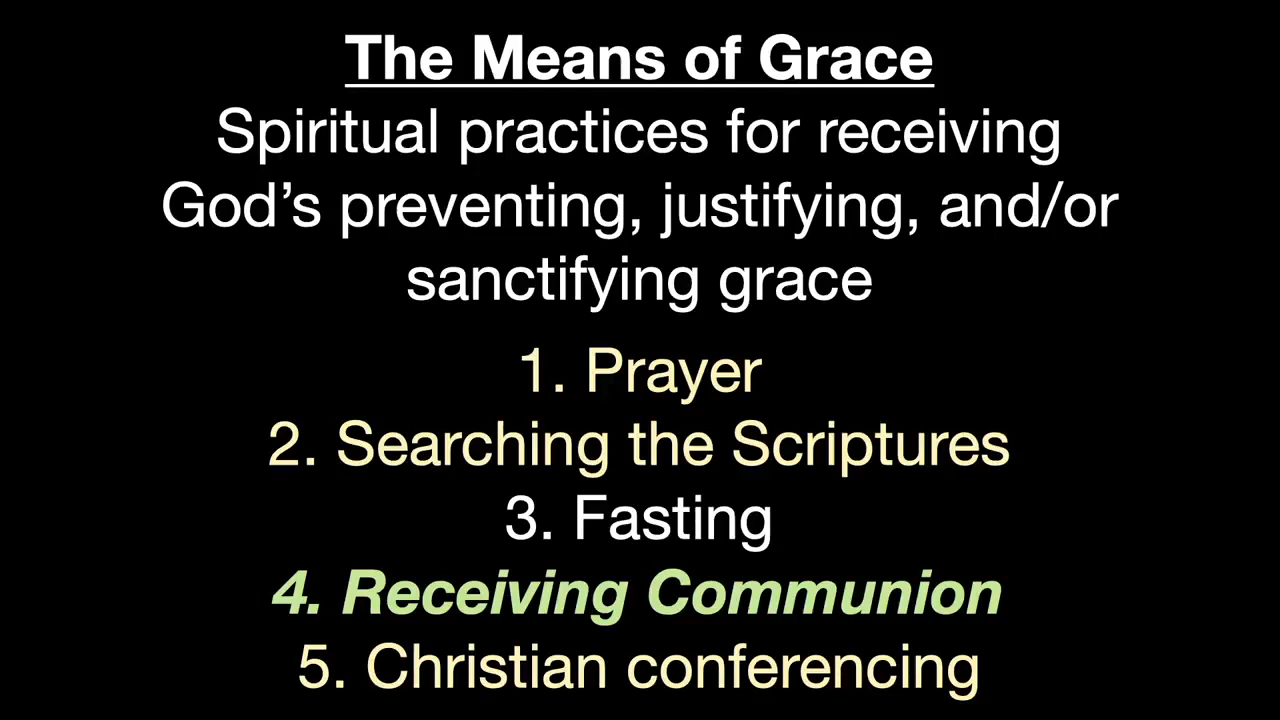 The Means of Grace
Spiritual practices for receiving
God’s preventing, justifying, and/or
sanctifying grace
1. Prayer
2. Searching the Scriptures
3. Fasting
4. Receiving Communion
5. Christian conferencing